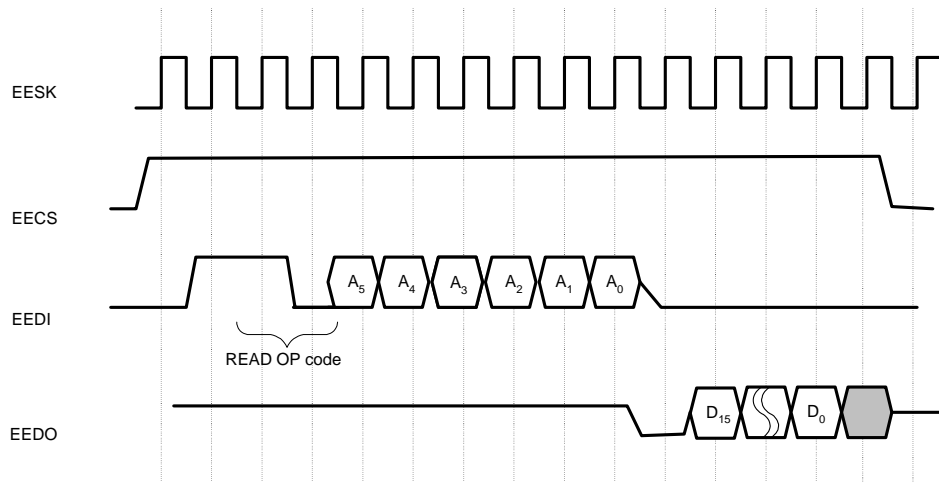 EESK
EECS
EEDI
A5 A4 A3 A2 A1 A0
READ OP code
EEDO
D15 D0